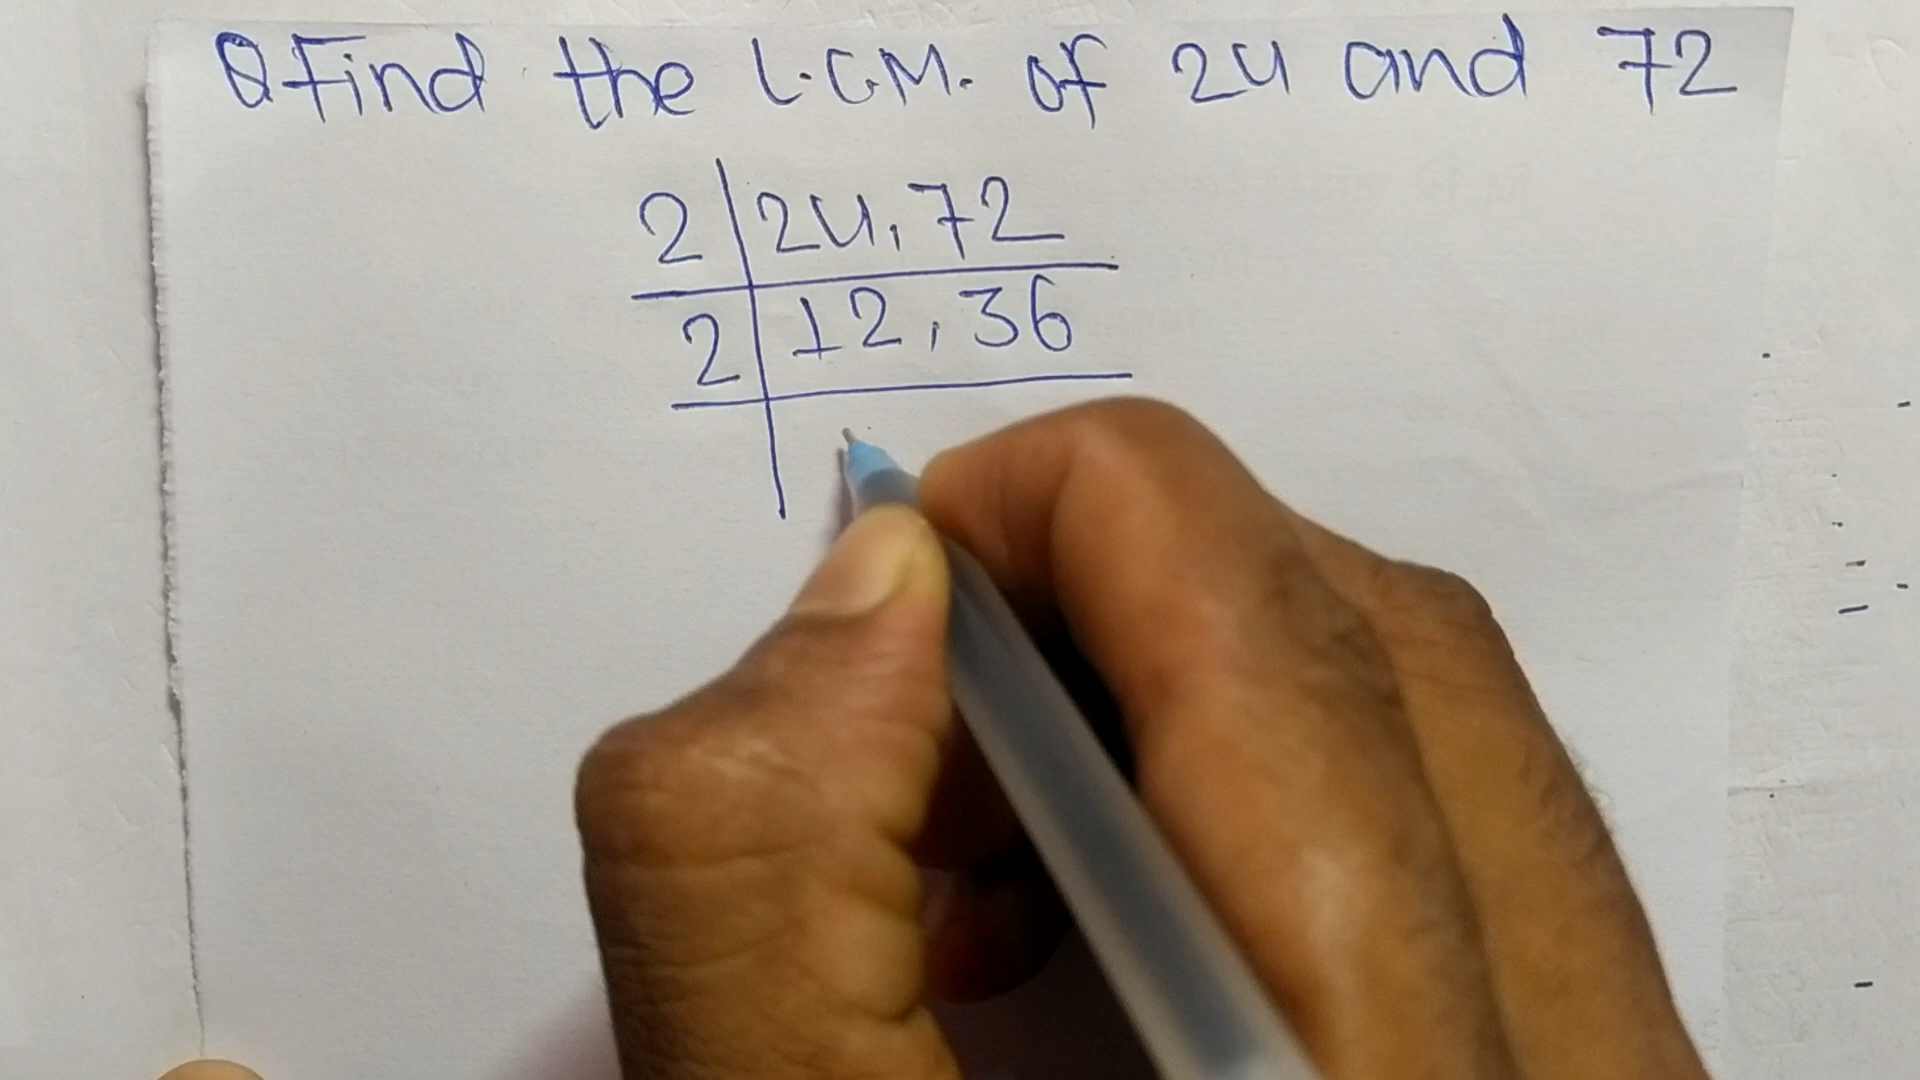 Q Find the L.C.M. of 24 and 72
2 | 24, 72
2 | 12, 36